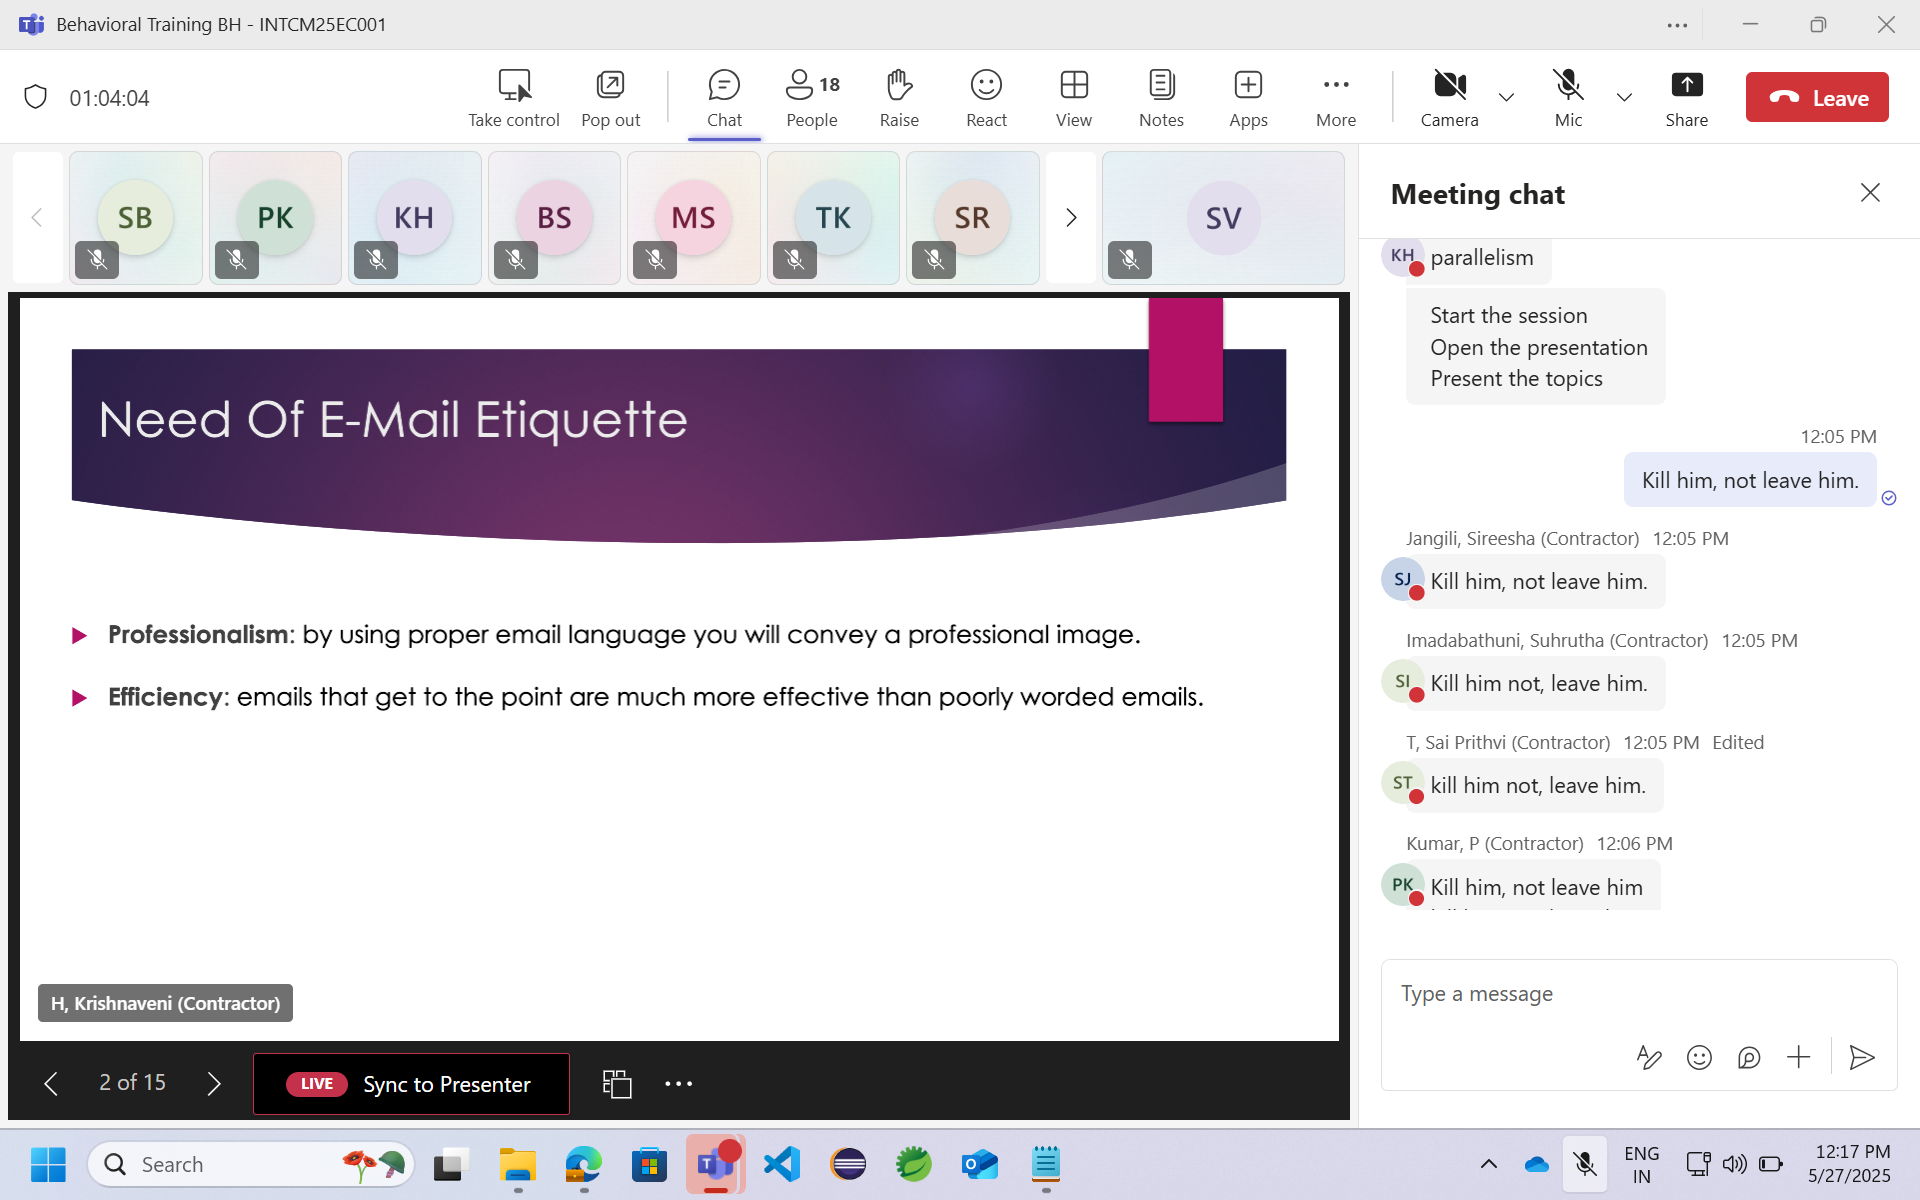 Behavioral Training BH - INTCM25EC001
01:04:04
Take control
Pop out
Chat
People
18
Raise
React
View
Notes
Apps
More
Camera
Mic
Share
Leave
SB
PK
KH
BS
MS
TK
SR
SV
Need Of E-Mail Etiquette
Professionalism: by using proper email language you will convey a professional image.
Efficiency: emails that get to the point are much more effective than poorly worded emails.
H, Krishnaveni (Contractor)
2 of 15
LIVE
Sync to Presenter
Meeting chat
KH
parallelism
Start the session
Open the presentation
Present the topics
12:05 PM
Kill him, not leave him.
Jangili, Sireesha (Contractor) 12:05 PM
SJ
Kill him, not leave him.
Imadabathuni, Suhrutha (Contractor) 12:05 PM
SI
Kill him not, leave him.
T, Sai Prithvi (Contractor) 12:05 PM Edited
ST
kill him not, leave him.
Kumar, P (Contractor) 12:06 PM
PK
Kill him, not leave him
Type a message
Search
ENG
IN
12:17 PM
5/27/2025